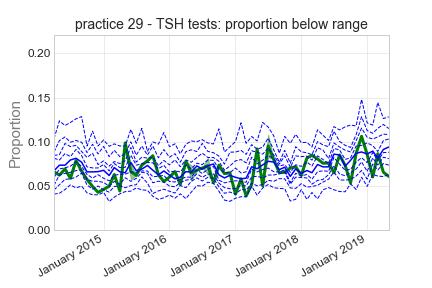 practice 29 - TSH tests: proportion below range
0.20
0.15
0.10
0.05
0.00
Proportion
January 2015
January 2016
January 2017
January 2018
January 2019